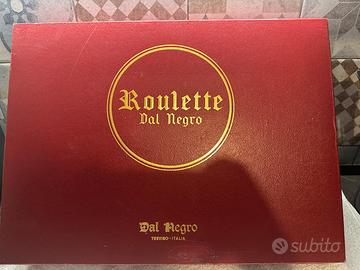 Roulette
Dal Negro
Dal Negro
TREVISO-ITALIA
subito